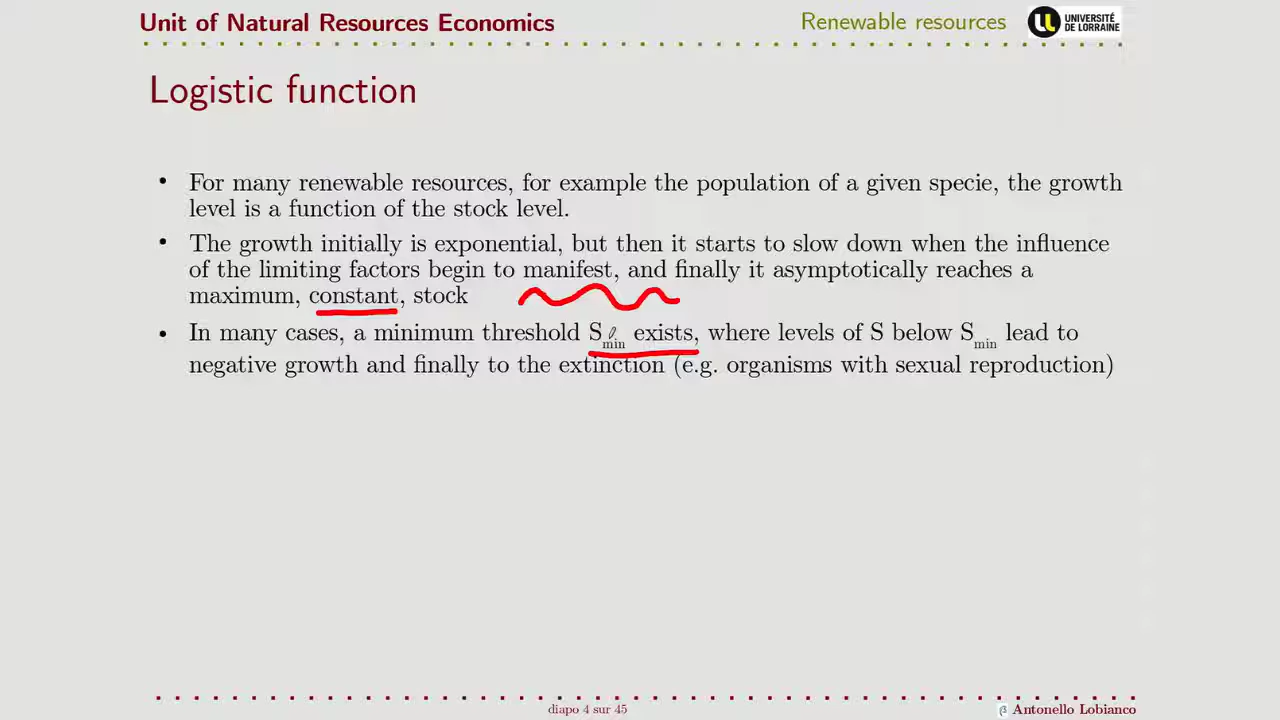 Unit of Natural Resources Economics
Renewable resources
UNIVERSITÉ
DE LORRAINE
Logistic function
• For many renewable resources, for example the population of a given specie, the growth
level is a function of the stock level.
• The growth initially is exponential, but then it starts to slow down when the influence
of the limiting factors begin to manifest, and finally it asymptotically reaches a
maximum, constant, stock
• In many cases, a minimum threshold Smin exists, where levels of S below Smin lead to
negative growth and finally to the extinction (e.g. organisms with sexual reproduction)
diapo 4 sur 45
β Antonello Lobianco